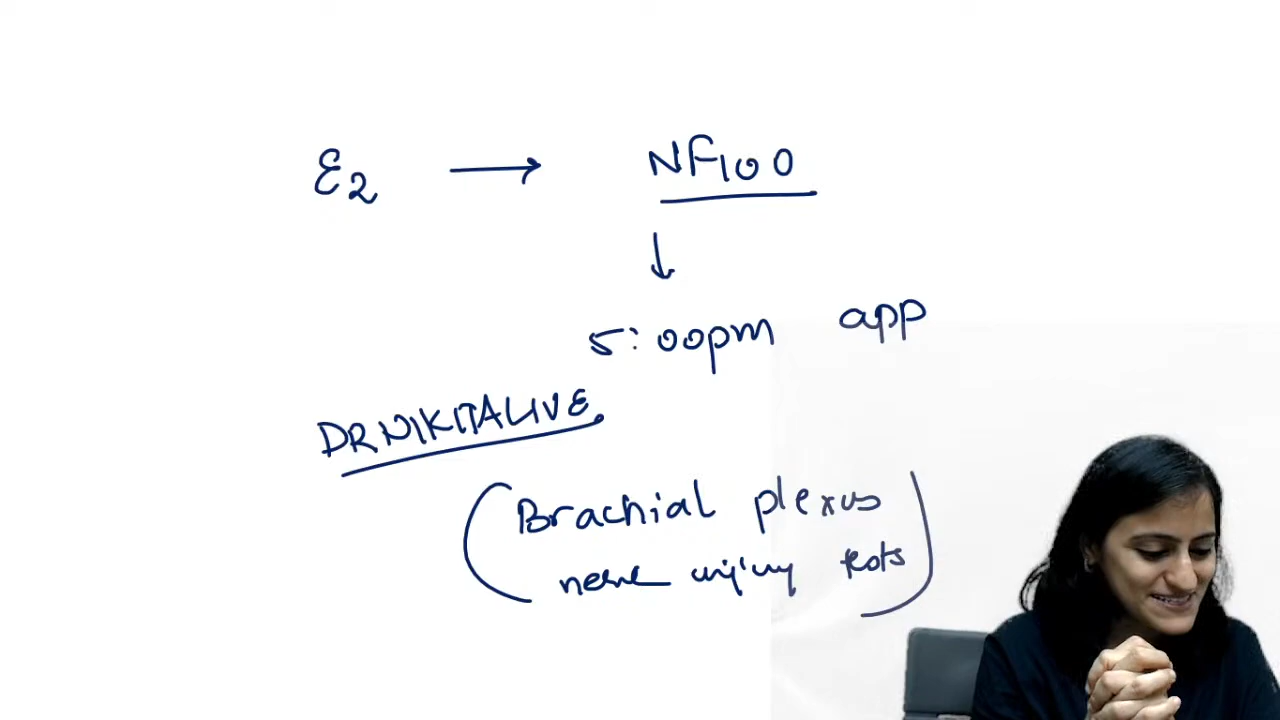 E2 → NF100
↓
5:00pm app
DRNIKITALIVE
(Brachial plexus
nerve injury tests)